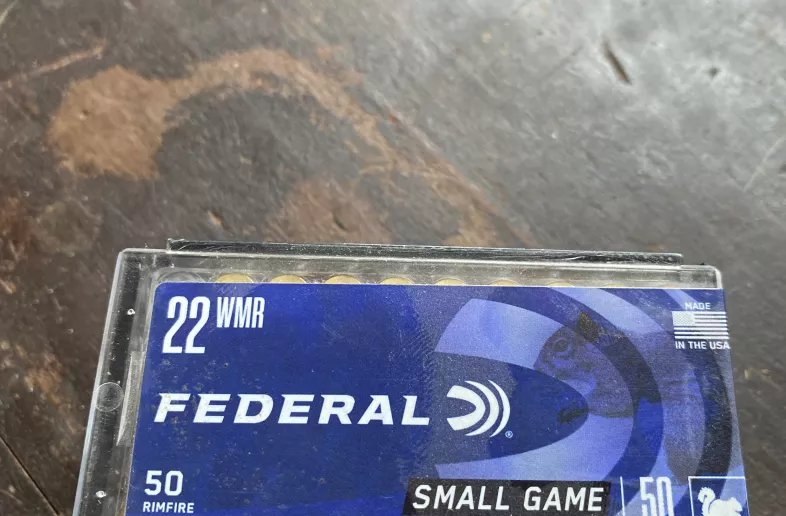 22 WMR
MADE
IN THE USA
FEDERAL®
50
RIMFIRE
SMALL GAME
50